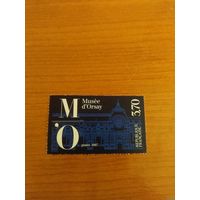 M
Musée
d'Orsay
O
3,70
RÉPUBLIQUE
FRANÇAISE